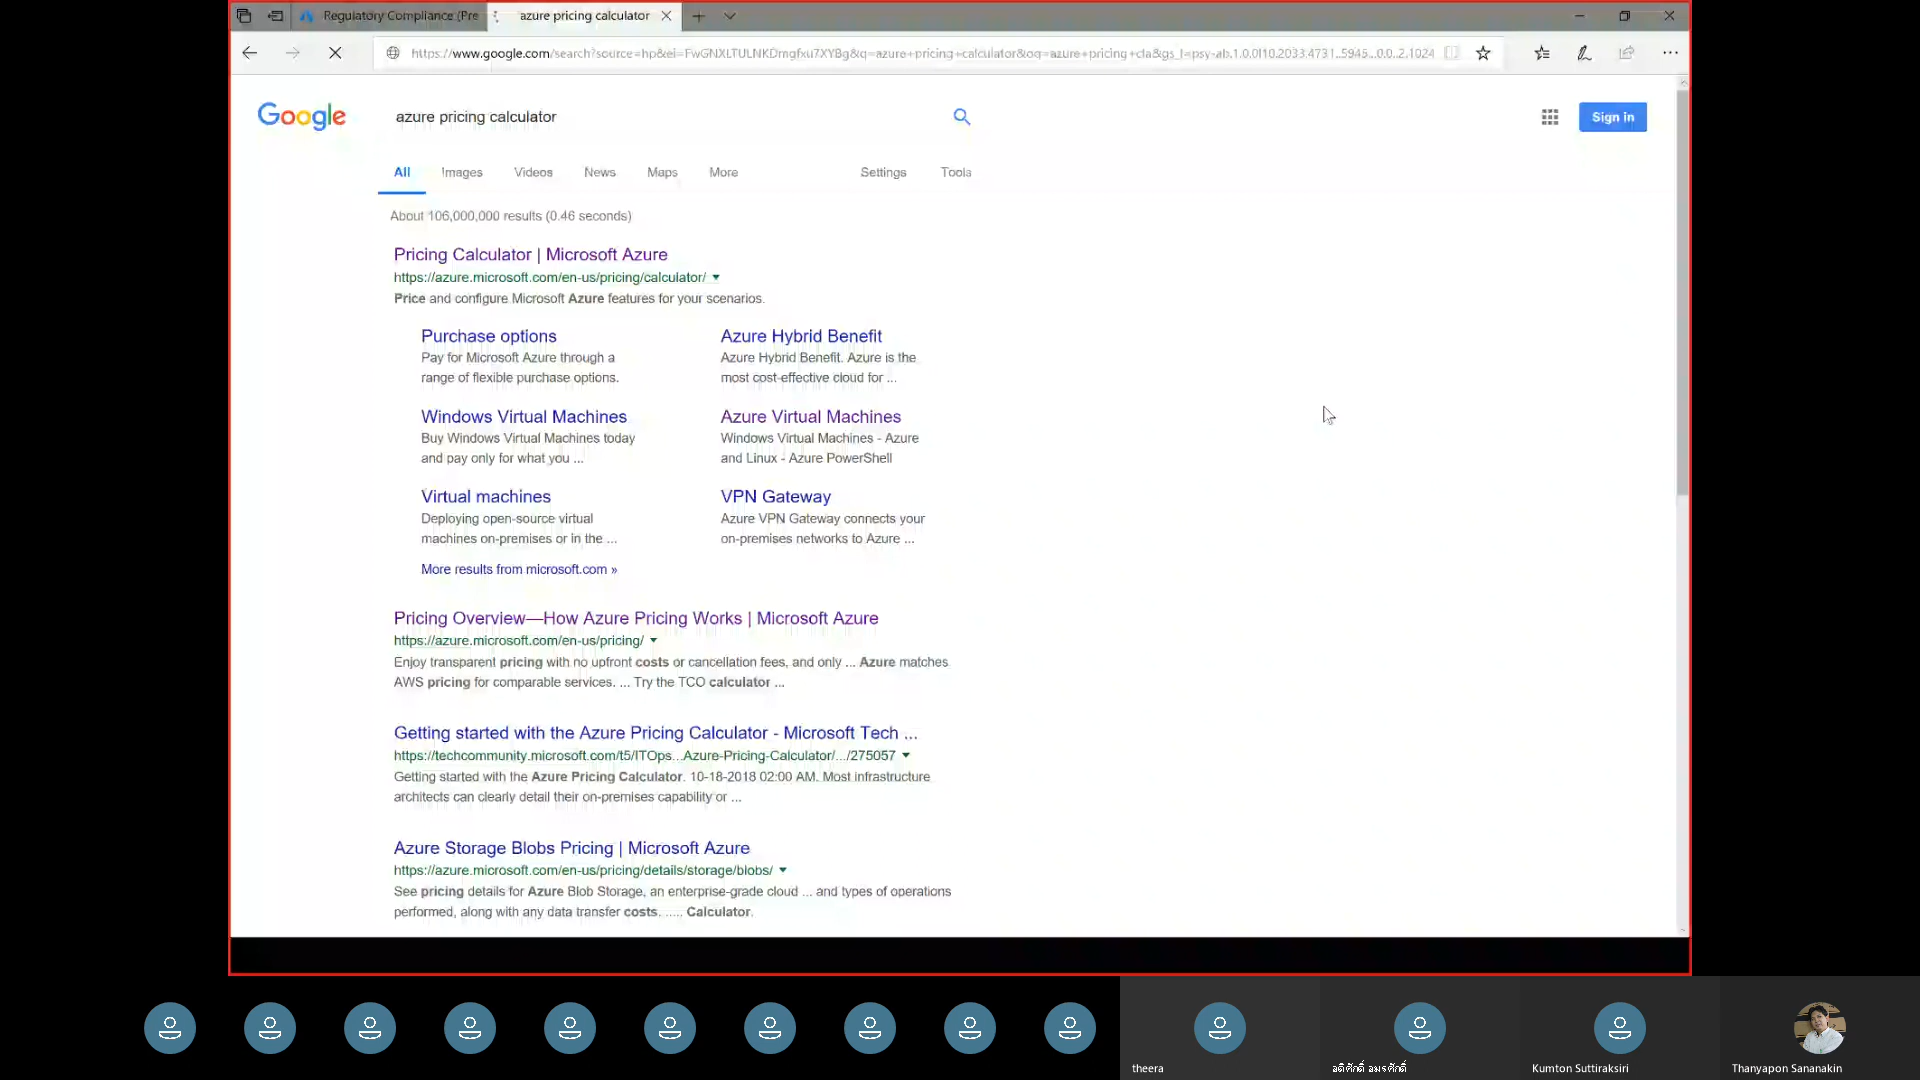 Regulatory Compliance (Pre
azure pricing calculator
https://www.google.com/search?source=hp&ei=FwGNXLTULNKDmgfxu7XYBg&q=azure+pricing+calculator&oq=azure+pricing+cla&gs_l=psy-ab.1.0.0l10.2033.4731..5945...0.0..2.1024
Google
azure pricing calculator
Sign in
All Images Videos News Maps More Settings Tools
About 106,000,000 results (0.46 seconds)
Pricing Calculator | Microsoft Azure
https://azure.microsoft.com/en-us/pricing/calculator/
Price and configure Microsoft Azure features for your scenarios.
Purchase options
Pay for Microsoft Azure through a
range of flexible purchase options.
Azure Hybrid Benefit
Azure Hybrid Benefit. Azure is the
most cost-effective cloud for ...
Windows Virtual Machines
Buy Windows Virtual Machines today
and pay only for what you ...
Azure Virtual Machines
Windows Virtual Machines - Azure
and Linux - Azure PowerShell
Virtual machines
Deploying open-source virtual
machines on-premises or in the ...
VPN Gateway
Azure VPN Gateway connects your
on-premises networks to Azure ...
More results from microsoft.com »
Pricing Overview—How Azure Pricing Works | Microsoft Azure
https://azure.microsoft.com/en-us/pricing/
Enjoy transparent pricing with no upfront costs or cancellation fees, and only ... Azure matches
AWS pricing for comparable services. ... Try the TCO calculator ...
Getting started with the Azure Pricing Calculator - Microsoft Tech ...
https://techcommunity.microsoft.com/t5/ITOps...Azure-Pricing-Calculator/.../275057
Getting started with the Azure Pricing Calculator. 10-18-2018 02:00 AM. Most infrastructure
architects can clearly detail their on-premises capability or ...
Azure Storage Blobs Pricing | Microsoft Azure
https://azure.microsoft.com/en-us/pricing/details/storage/blobs/
See pricing details for Azure Blob Storage, an enterprise-grade cloud ... and types of operations
performed, along with any data transfer costs. ..... Calculator.
theera
อดิศักดิ์ อมรศักดิ์
Kumton Suttiraksiri
Thanyapon Sananakin